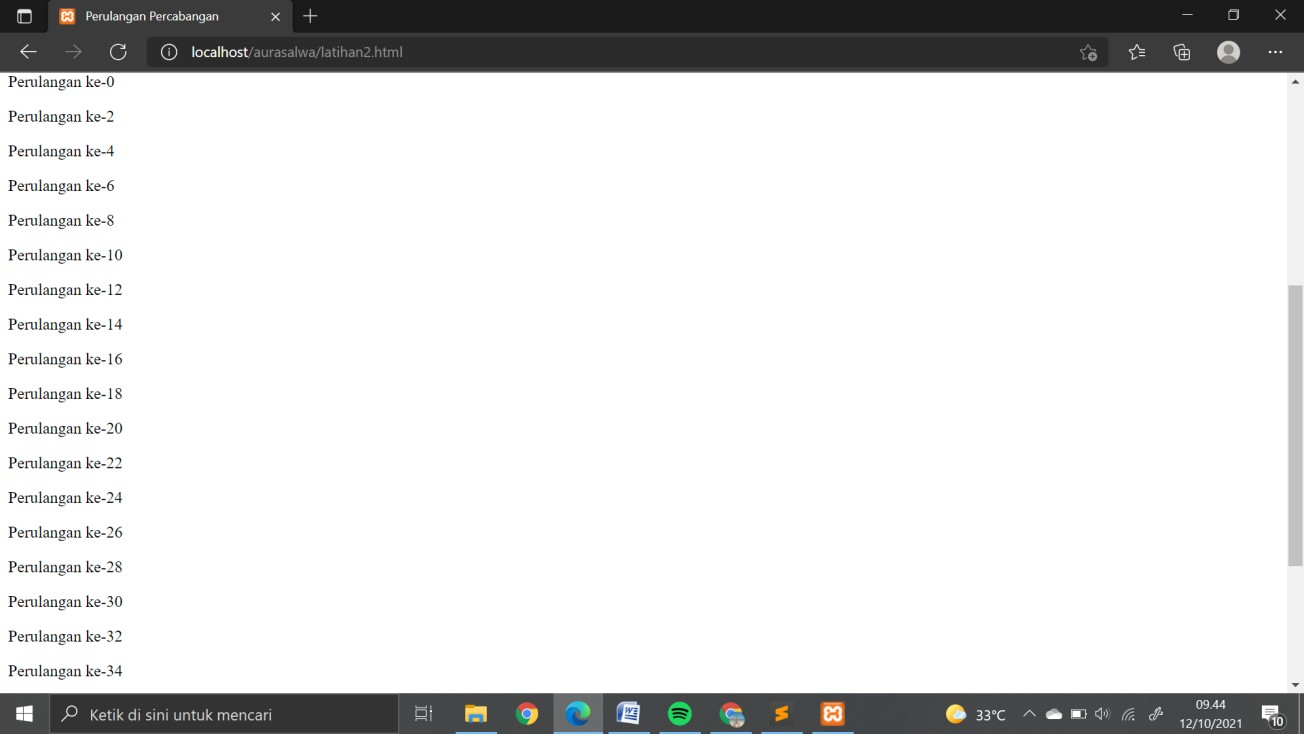 Perulangan Percabangan
localhost/aurasalwa/latihan2.html
Perulangan ke-0
Perulangan ke-2
Perulangan ke-4
Perulangan ke-6
Perulangan ke-8
Perulangan ke-10
Perulangan ke-12
Perulangan ke-14
Perulangan ke-16
Perulangan ke-18
Perulangan ke-20
Perulangan ke-22
Perulangan ke-24
Perulangan ke-26
Perulangan ke-28
Perulangan ke-30
Perulangan ke-32
Perulangan ke-34
Ketik di sini untuk mencari
33°C
09.44
12/10/2021
10